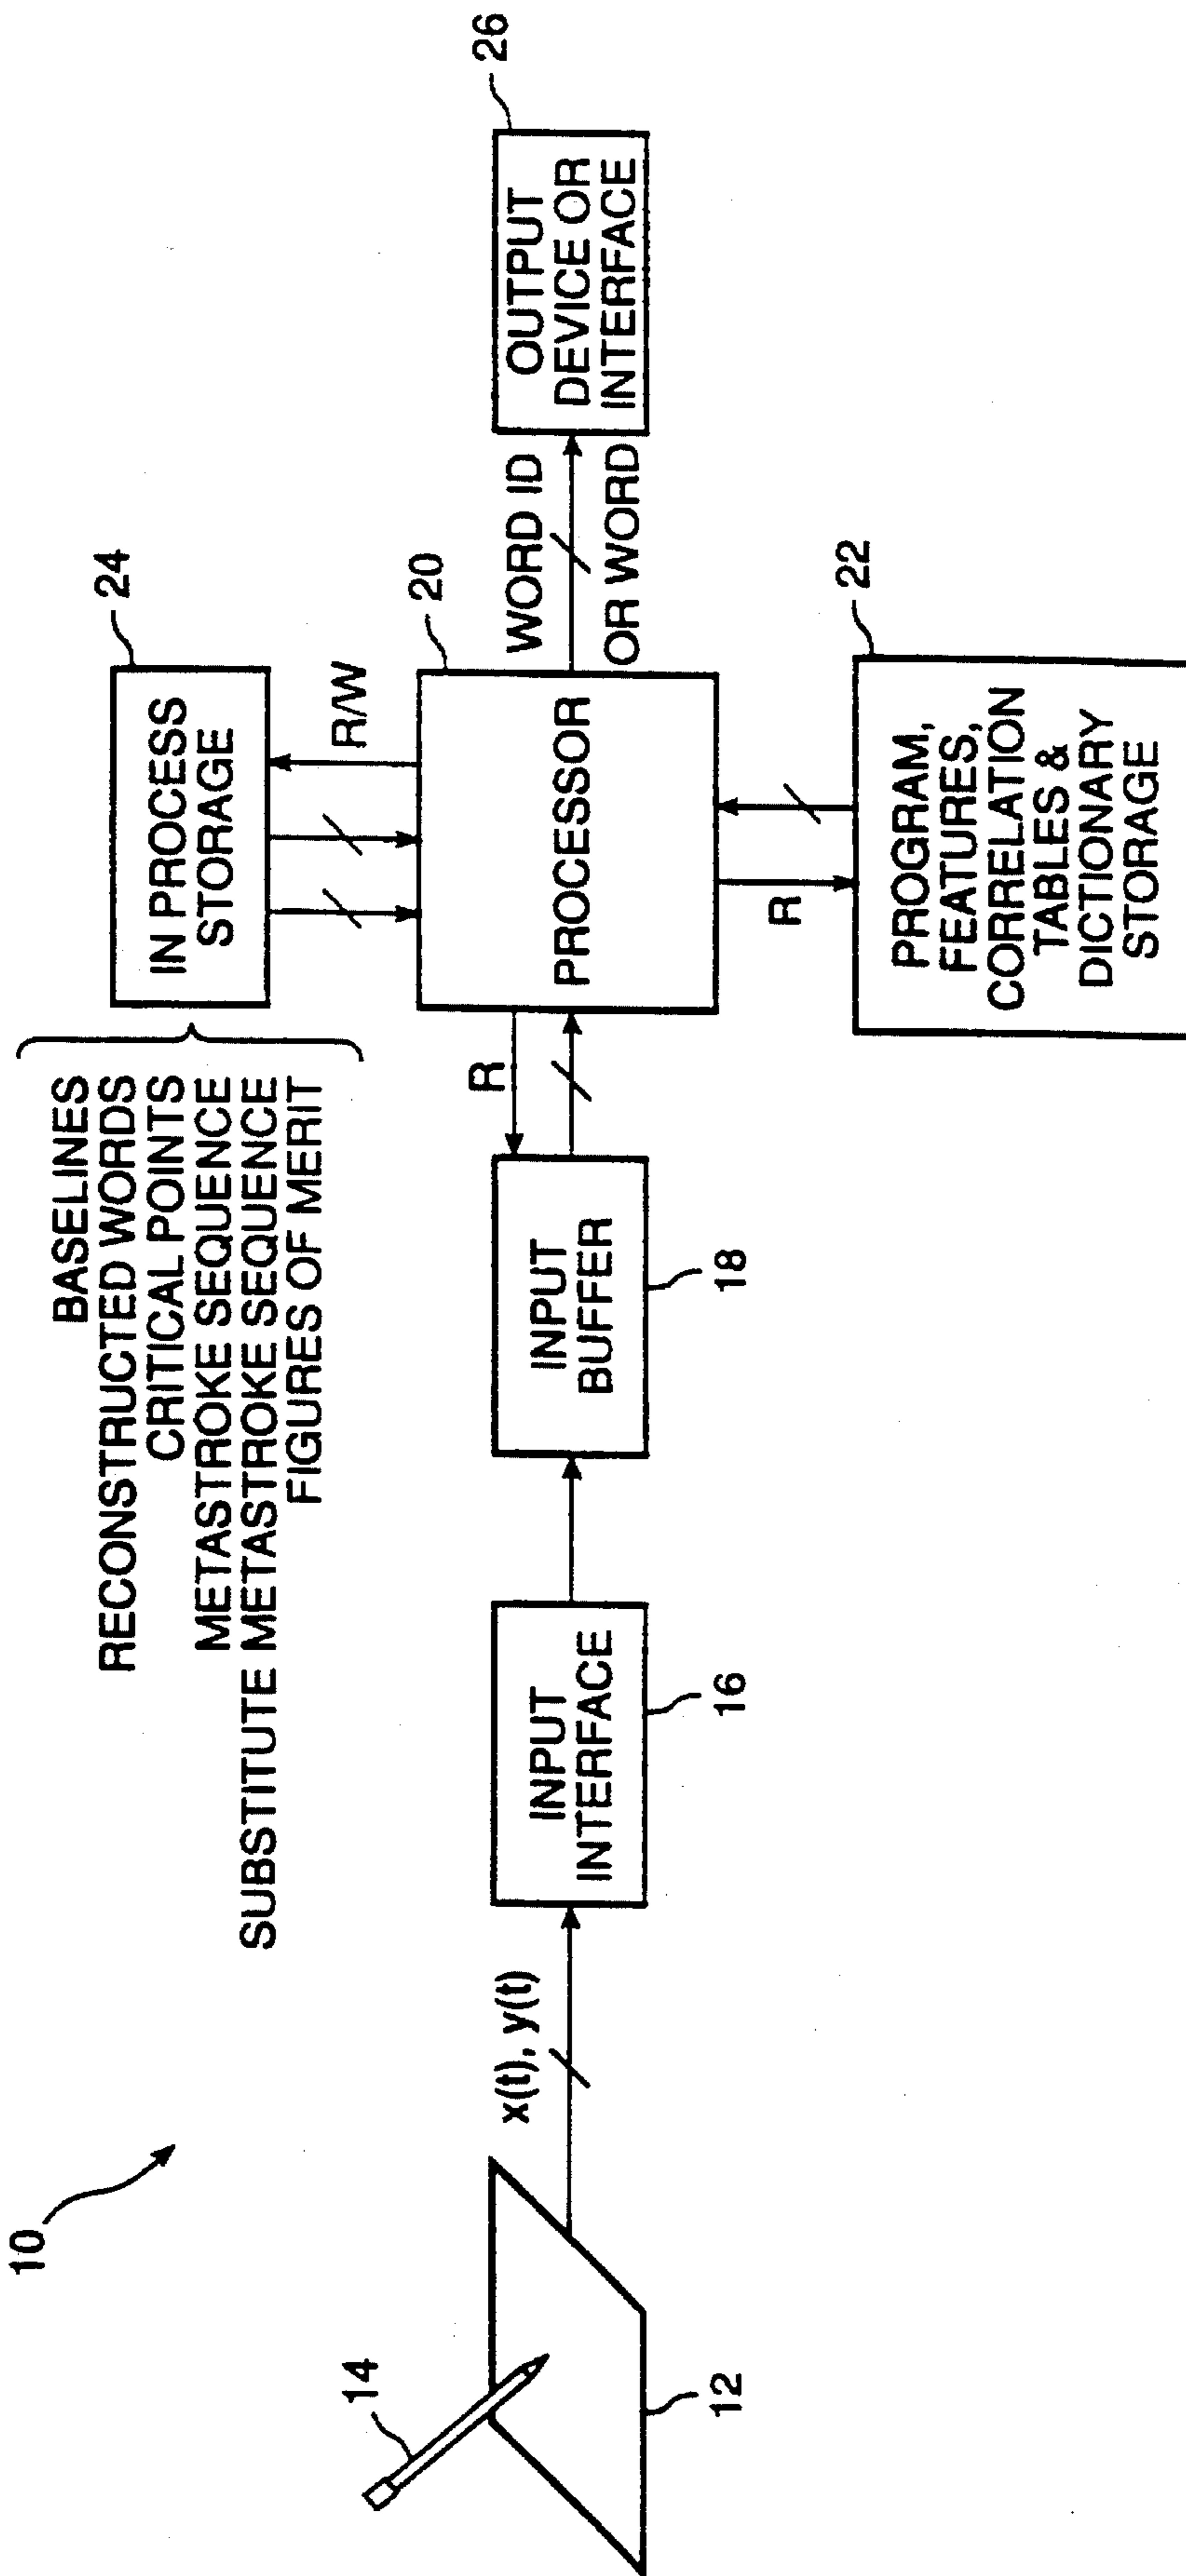 10
14
12
x(t), y(t)
INPUT
INTERFACE
16
INPUT
BUFFER
18
BASELINES
RECONSTRUCTED WORDS
CRITICAL POINTS
METASTROKE SEQUENCE
SUBSTITUTE METASTROKE SEQUENCE
FIGURES OF MERIT
IN PROCESS
STORAGE
24
R/W
R
PROCESSOR
20
R
PROGRAM,
FEATURES,
CORRELATION
TABLES &
DICTIONARY
STORAGE
22
WORD ID
OR WORD
OUTPUT
DEVICE OR
INTERFACE
26